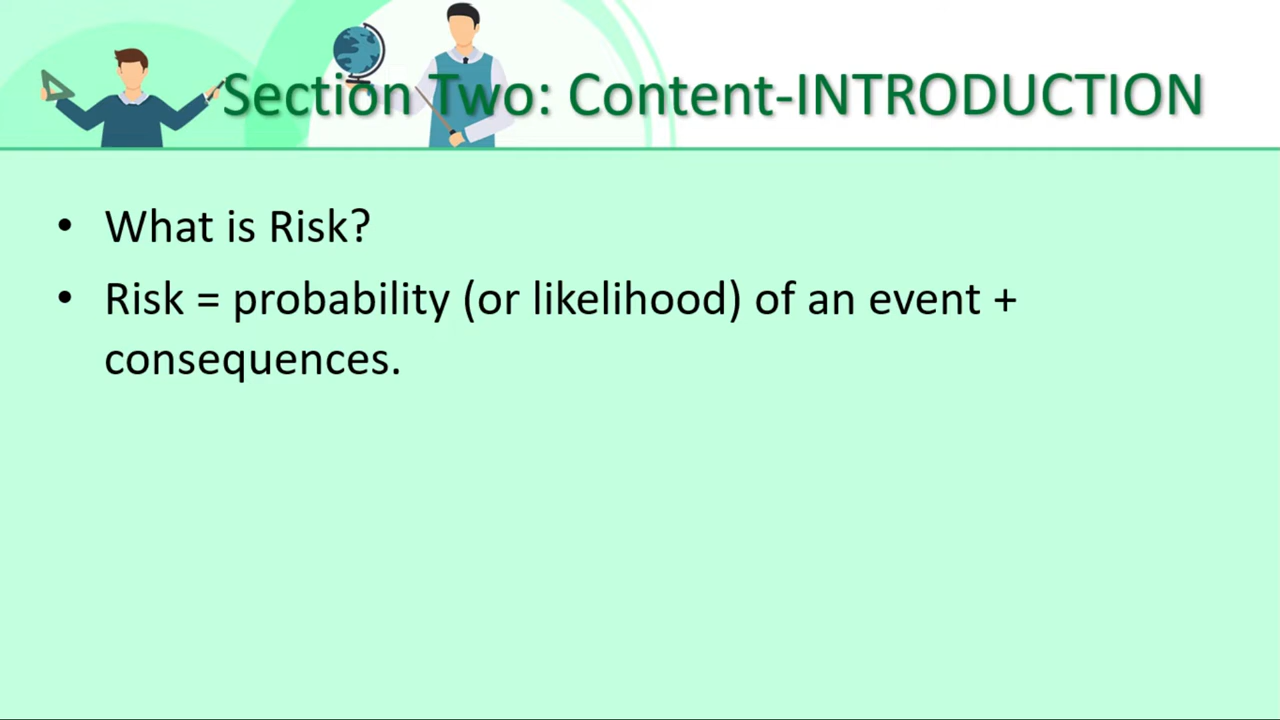 Section Two: Content-INTRODUCTION
• What is Risk?
• Risk = probability (or likelihood) of an event +
consequences.